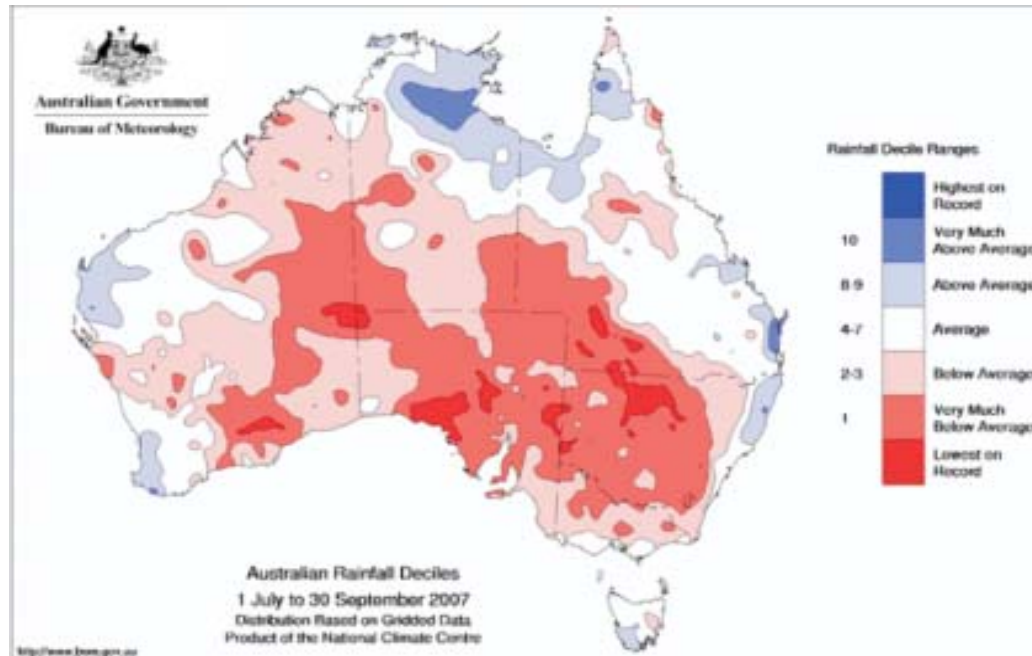 Australian Government
Bureau of Meteorology
Rainfall Decile Ranges
Highest on
Record
10
Very Much
Above Average
8-9
Above Average
4-7
Average
2-3
Below Average
1
Very Much
Below Average
Lowest on
Record
Australian Rainfall Deciles
1 July to 30 September 2007
Distribution Based on Gridded Data
Product of the National Climate Centre
http://www.bom.gov.au